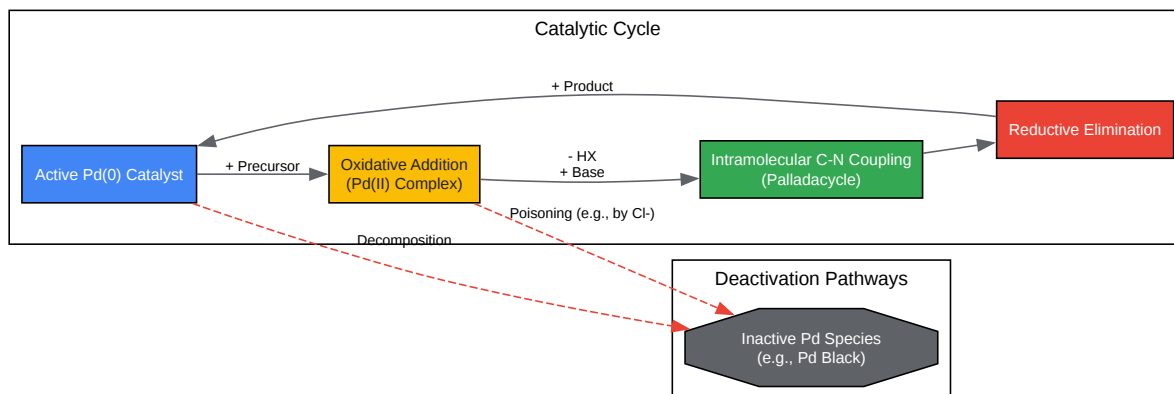 Catalytic Cycle
+ Product
Reductive Elimination
Active Pd(0) Catalyst
+ Precursor
Oxidative Addition
(Pd(II) Complex)
- HX
+ Base
Intramolecular C-N Coupling
(Palladacycle)
Poisoning (e.g., by Cl-)
Decomposition
Deactivation Pathways
Inactive Pd Species
(e.g., Pd Black)